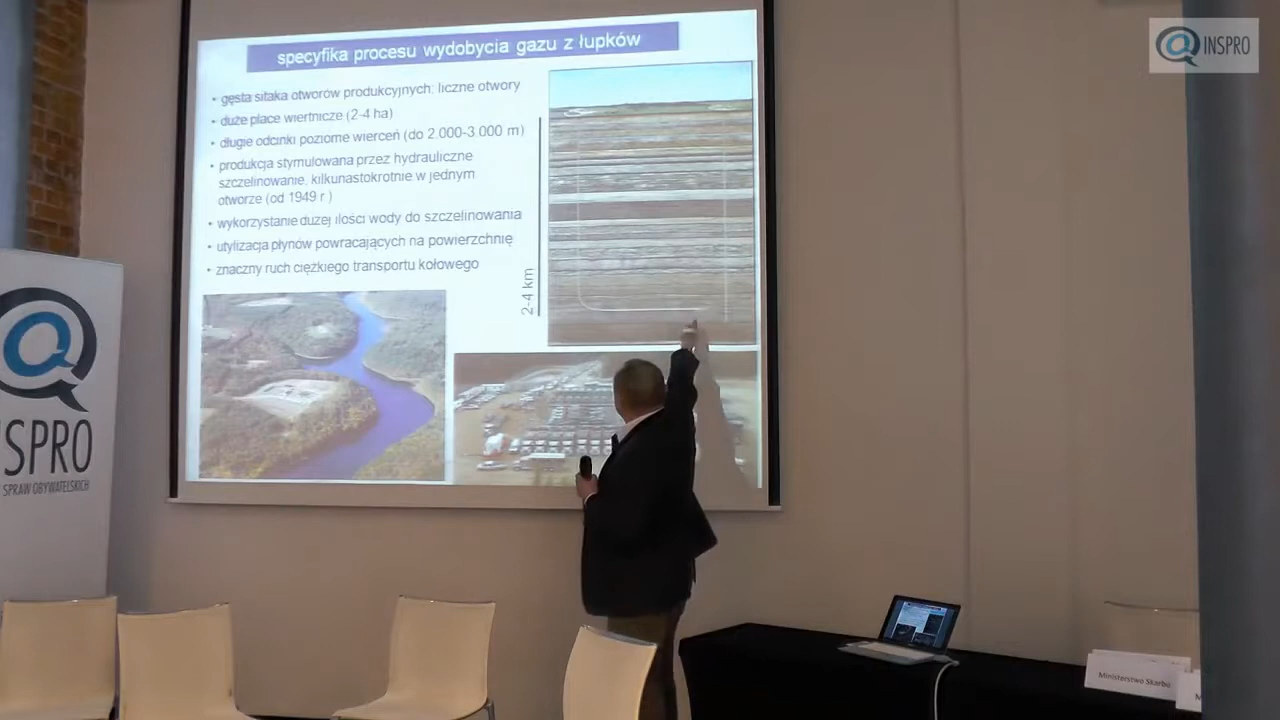 specyfika procesu wydobycia gazu z łupków
• gęsta siłaka otworów produkcyjnych: liczne otwory
• duże place wiertnicze (2-4 ha)
• długie odcinki poziome wierceń (do 2.000-3.000 m)
• produkcja stymulowana przez hydrauliczne
szczelinowanie, kilkunastokrotnie w jednym
otworze (od 1949 r.)
• wykorzystanie dużej ilości wody do szczelinowania
• utylizacja płynów powracających na powierzchnię
• znaczny ruch ciężkiego transportu kołowego
2-4 km
INSPRO
NSPRO
SPRAW OBYWATELSKICH
Ministerstwo Skarbu
M